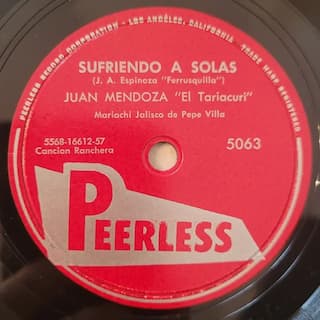 PEERLESS RECORD CORPORATION - LOS ANGELES, CALIFORNIA - TRADE MARK REGISTERED
SUFRIENDO A SOLAS
(J. A. Espinoza "Ferrusquilla")
JUAN MENDOZA "El Tariacuri"
Mariachi Jalisco de Pepe Villa
5568-16612-57
Cancion Ranchera
5063
PEERLESS